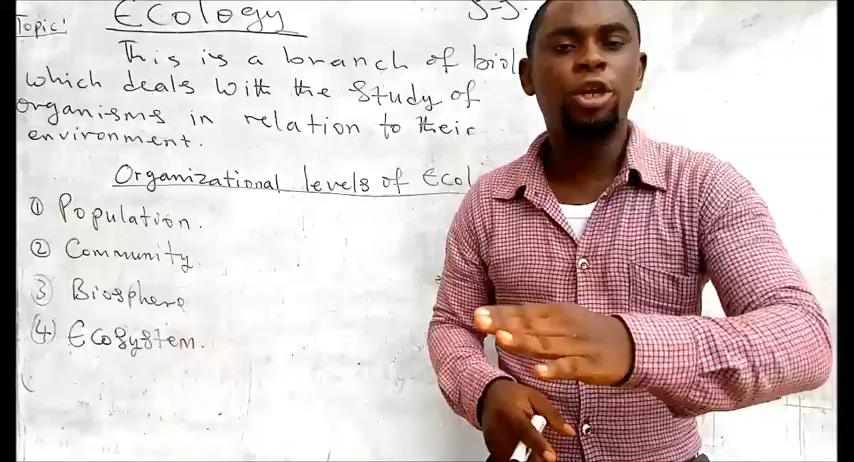 Topic: Ecology
This is a branch of biol
which deals with the study of
organisms in relation to their
environment.
Organizational levels of Ecol
① Population.
② Community.
③ Biosphere
④ Ecosystem.